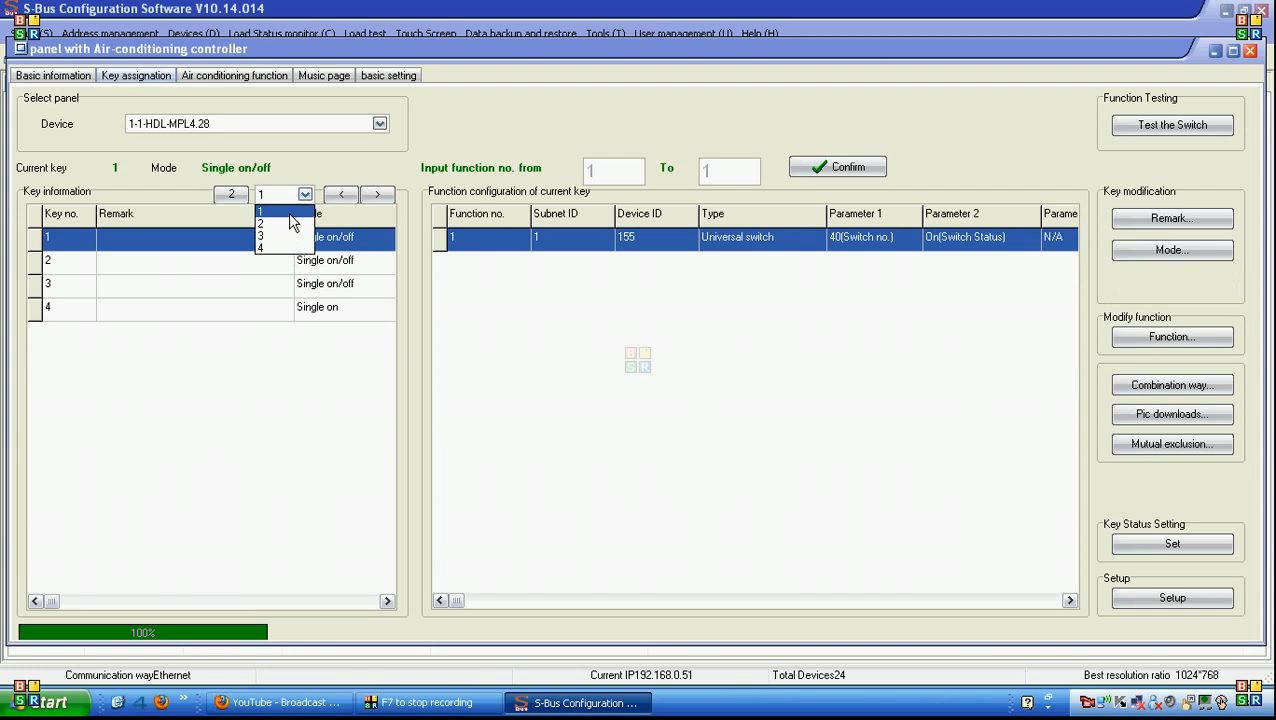 S-Bus Configuration Software V10.14.014
Address management Devices (D) Load Status monitor (C) Load test Touch Screen Data backup and restore Tools (T) User management (U) Help (H)
panel with Air-conditioning controller
Basic information Key assignation Air conditioning function Music page basic setting
Select panel
Device 1-1-HDL-MPL4.28
Function Testing
Test the Switch
Current key 1 Mode Single on/off Input function no. from 1 To 1 Confirm
Key information 2 1 < > Function configuration of current key Key modification
Key no. Remark Function no. Subnet ID Device ID Type Parameter 1 Parameter 2 Parame
Remark...
1
2
3
4
1 gle on/off 1 1 155 Universal switch 40(Switch no.) On(Switch Status) N/A
Mode...
2 Single on/off
3 Single on/off
4 Single on
Modify function
Function...
Combination way...
Pic downloads...
Mutual exclusion...
Key Status Setting
Set
Setup
Setup
100%
Communication wayEthernet Current IP192.168.0.51 Total Devices24 Best resolution ratio 1024*768
start YouTube - Broadcast ... F7 to stop recording S-Bus Configuration ...